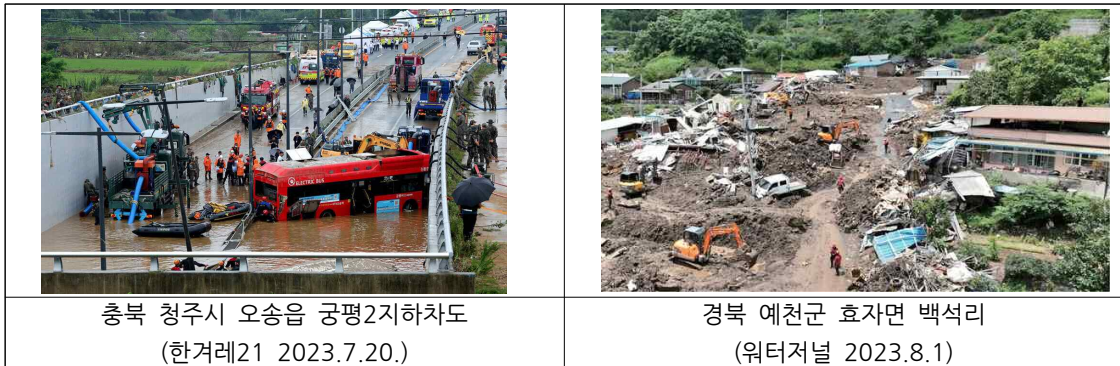 ELECTRIC BUS
충북 청주시 오송읍 궁평2지하차도
(한겨레21 2023.7.20.)
경북 예천군 효자면 백석리
(워터저널 2023.8.1)